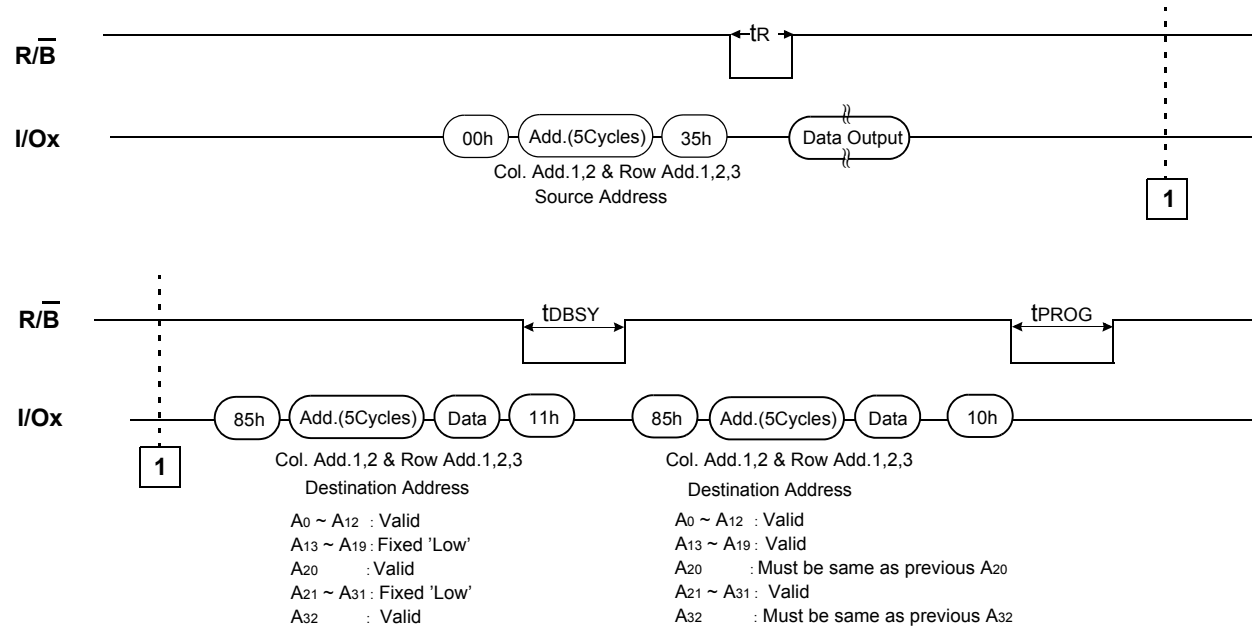 tR
R/B̅
I/Ox 00h Add.(5Cycles) 35h Data Output
Col. Add.1,2 & Row Add.1,2,3
Source Address
1
tDBSY tPROG
R/B̅
I/Ox 85h Add.(5Cycles) Data 11h 85h Add.(5Cycles) Data 10h
1
Col. Add.1,2 & Row Add.1,2,3 Col. Add.1,2 & Row Add.1,2,3
Destination Address Destination Address
A0 ~ A12 : Valid A0 ~ A12 : Valid
A13 ~ A19 : Fixed 'Low' A13 ~ A19 : Valid
A20 : Valid A20 : Must be same as previous A20
A21 ~ A31 : Fixed 'Low' A21 ~ A31 : Valid
A32 : Valid A32 : Must be same as previous A32